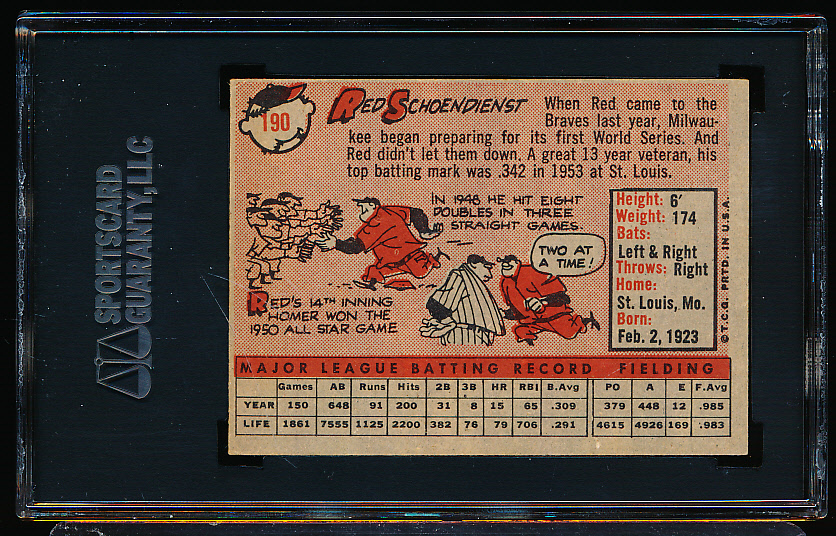 SPORTSCARD
GUARANTY, LLC
190
RED SCHOENDIENST
When Red came to the
Braves last year, Milwau-
kee began preparing for its first World Series. And
Red didn't let them down. A great 13 year veteran, his
top batting mark was .342 in 1953 at St. Louis.
IN 1948 HE HIT EIGHT
DOUBLES IN THREE
STRAIGHT GAMES
TWO AT
A TIME!
RED'S 14TH INNING
HOMER WON THE
1950 ALL STAR GAME
Height: 6'
Weight: 174
Bats:
Left & Right
Throws: Right
Home:
St. Louis, Mo.
Born:
Feb. 2, 1923
© T.C.G. PRTD. IN U.S.A.
MAJOR LEAGUE BATTING RECORD FIELDING
Games AB Runs Hits 2B 3B HR RBI B.Avg PO A E F.Avg
YEAR 150 648 91 200 31 8 15 65 .309 379 448 12 .985
LIFE 1861 7555 1125 2200 382 76 79 706 .291 4615 4926 169 .983